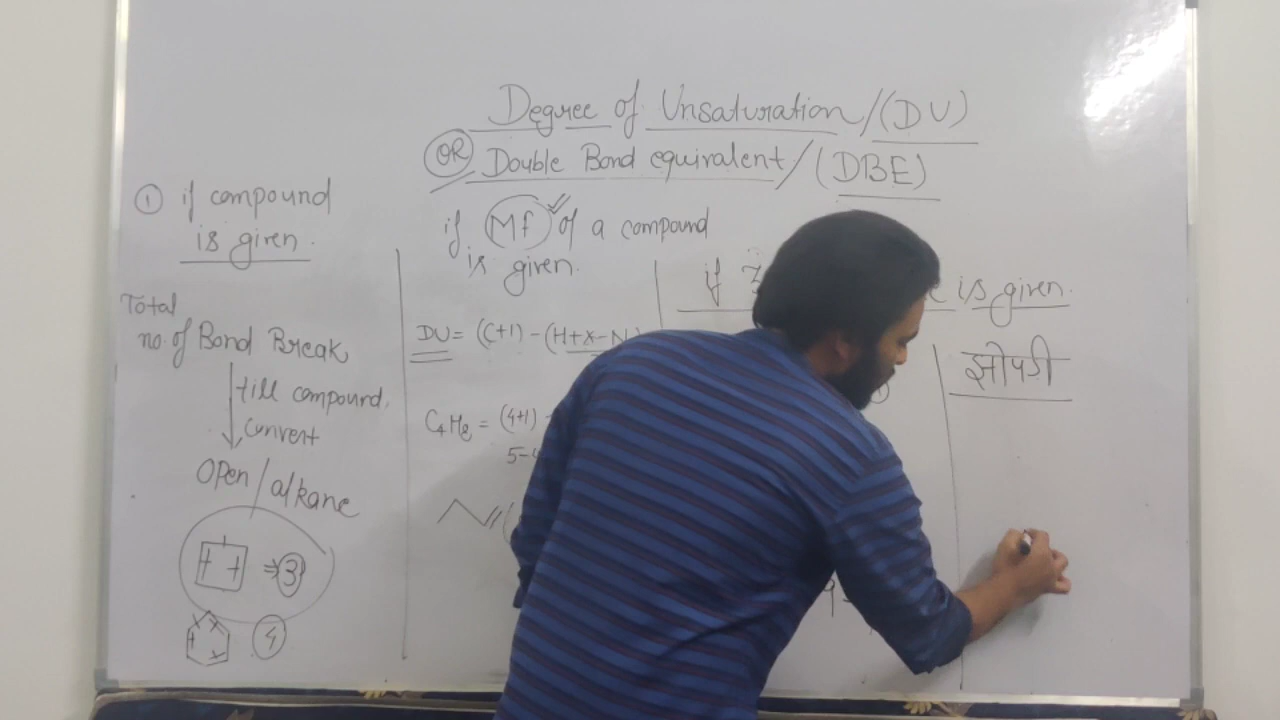 Degree of Unsaturation/(DU)
OR Double Bond equivalent/(DBE)
① if compound
is given.
if Mf of a compound
is given.
if is given.
Total
no. of Bond Break
till compound,
convert
Open/alkane
⇒ 3
4
DU = (C+1) - (H+X-N
C4H8 = (4+1)
5-4
झोपडी